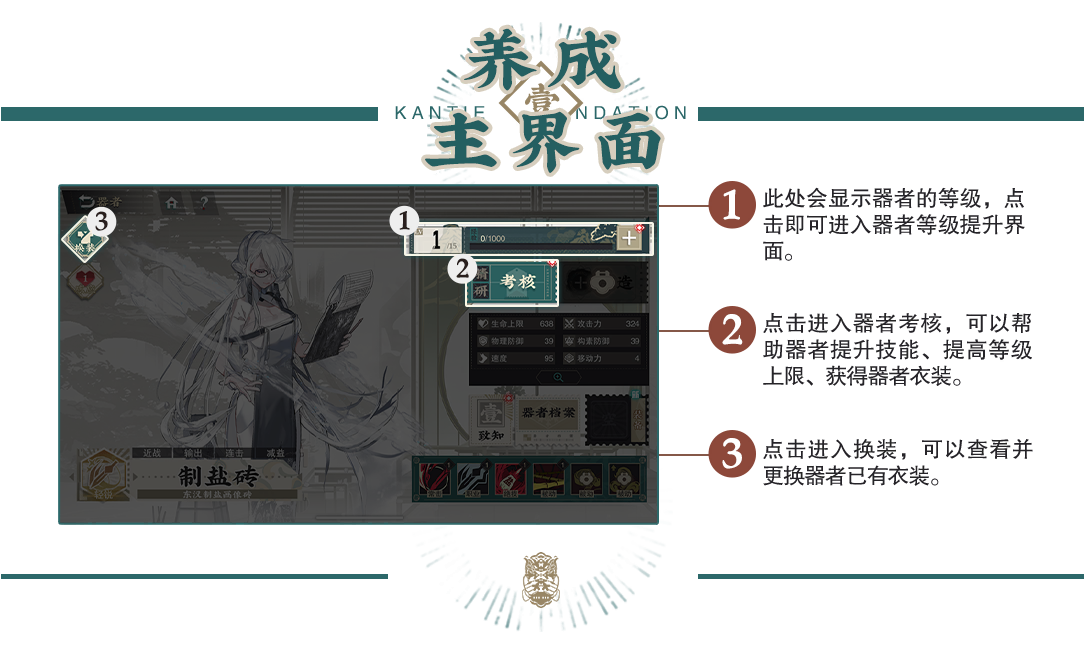 养成
壹
KANTIE NDATION
主界面
器者
?
3
换装
1
1
/15
0/1000
2
精研
考核
造
1
生命上限 638 攻击力 324
物理防御 39 构素防御 39
速度 95 移动力 4
壹
致知
器者档案
近战 输出 连击 减益
制盐砖
东汉制盐画像砖
1
此处会显示器者的等级，点
击即可进入器者等级提升界
面。
2
点击进入器者考核，可以帮
助器者提升技能、提高等级
上限、获得器者衣装。
3
点击进入换装，可以查看并
更换器者已有衣装。